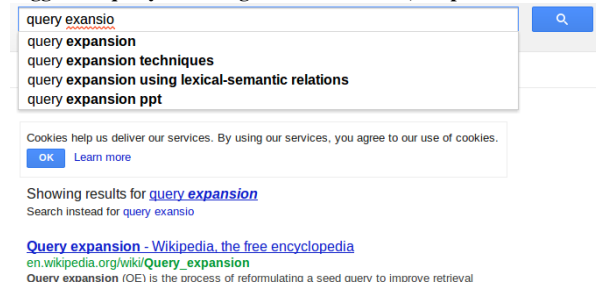 query exansio
query expansion
query expansion techniques
query expansion using lexical-semantic relations
query expansion ppt
Cookies help us deliver our services. By using our services, you agree to our use of cookies.
OK Learn more
Showing results for query expansion
Search instead for query exansio
Query expansion - Wikipedia, the free encyclopedia
en.wikipedia.org/wiki/Query_expansion
Query expansion (QE) is the process of reformulating a seed query to improve retrieval